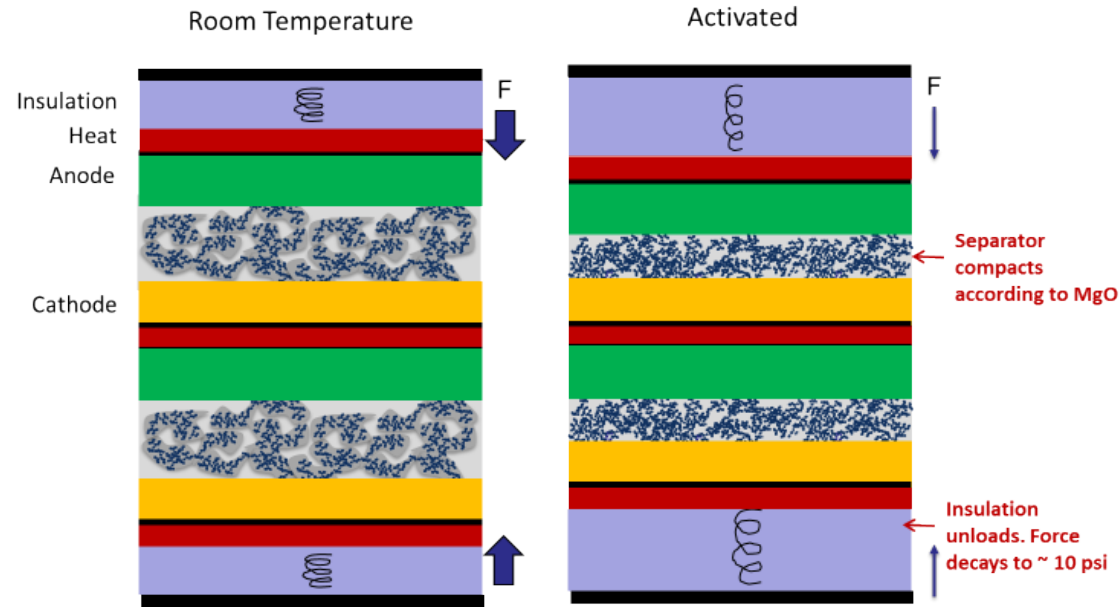 Room Temperature
Activated
Insulation
F
F
Heat
Anode
Separator
compacts
according to MgO
Cathode
Insulation
unloads. Force
decays to ~ 10 psi